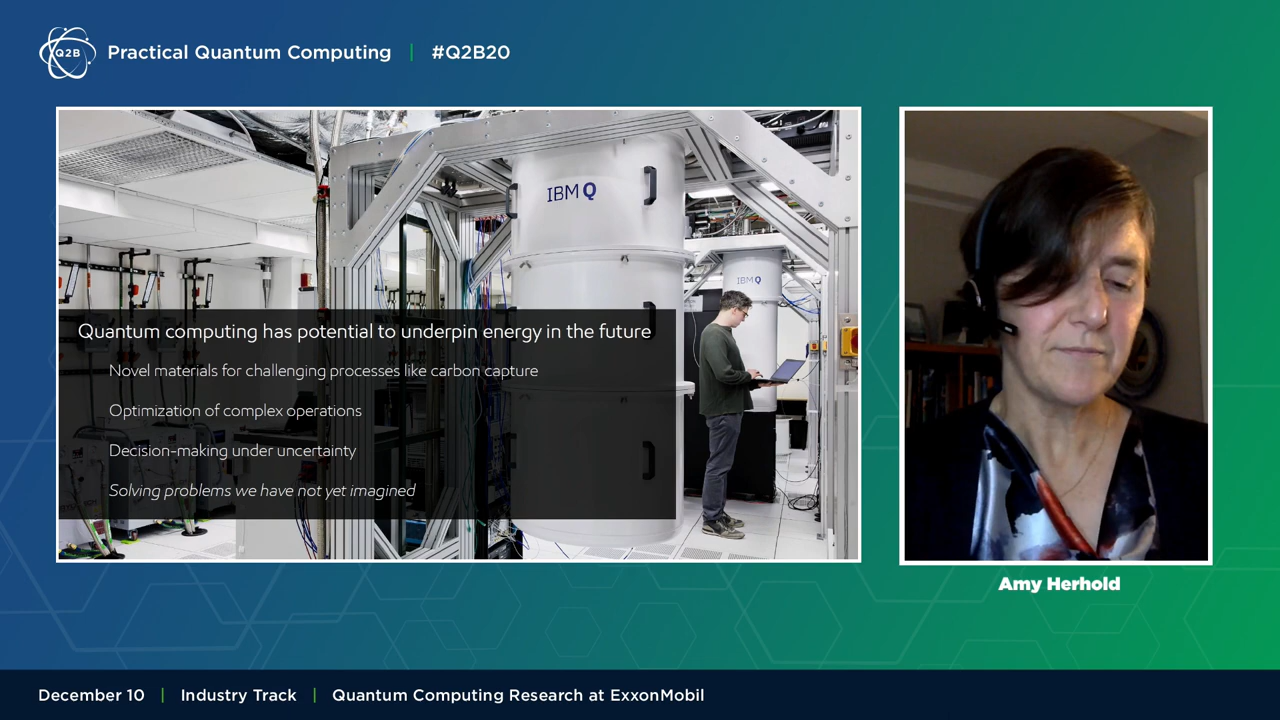 Q2B
Practical Quantum Computing | #Q2B20
IBM Q
IBM Q
Quantum computing has potential to underpin energy in the future
Novel materials for challenging processes like carbon capture
Optimization of complex operations
Decision-making under uncertainty
Solving problems we have not yet imagined
Amy Herhold
December 10 | Industry Track | Quantum Computing Research at ExxonMobil